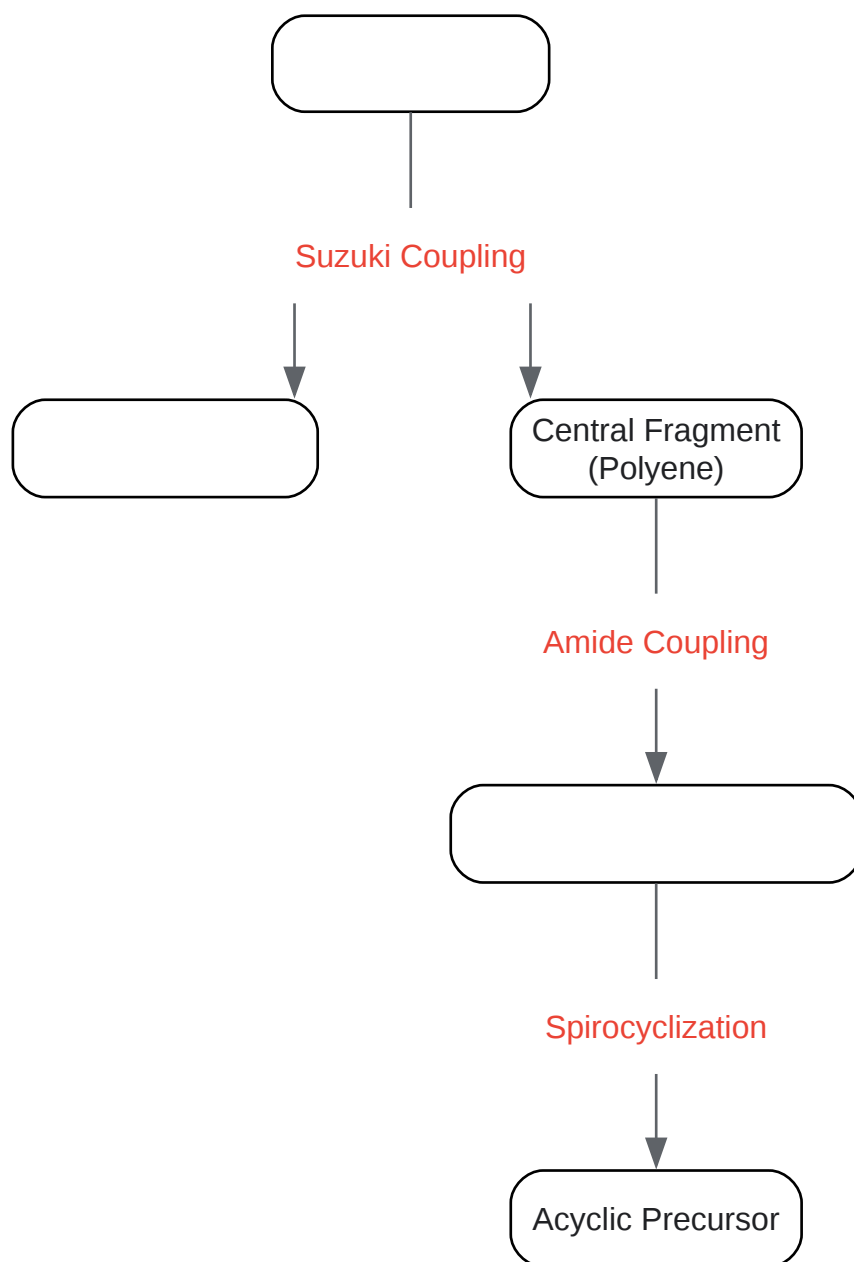 Suzuki Coupling
Central Fragment
(Polyene)
Amide Coupling
Spirocyclization
Acyclic Precursor